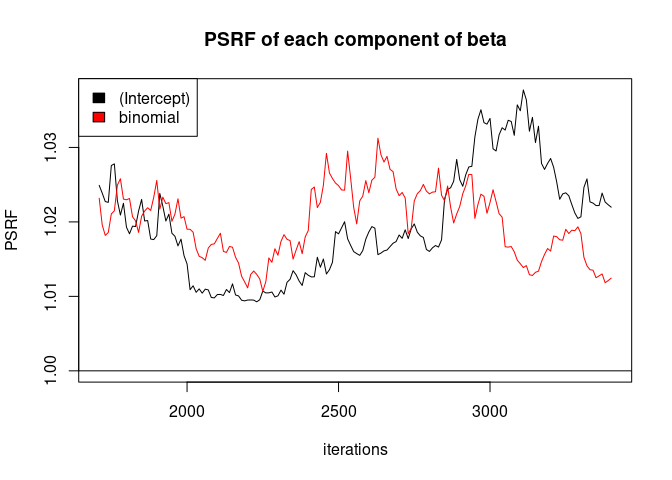 PSRF of each component of beta
(Intercept)
binomial
PSRF
1.03
1.02
1.01
1.00
2000 2500 3000
iterations